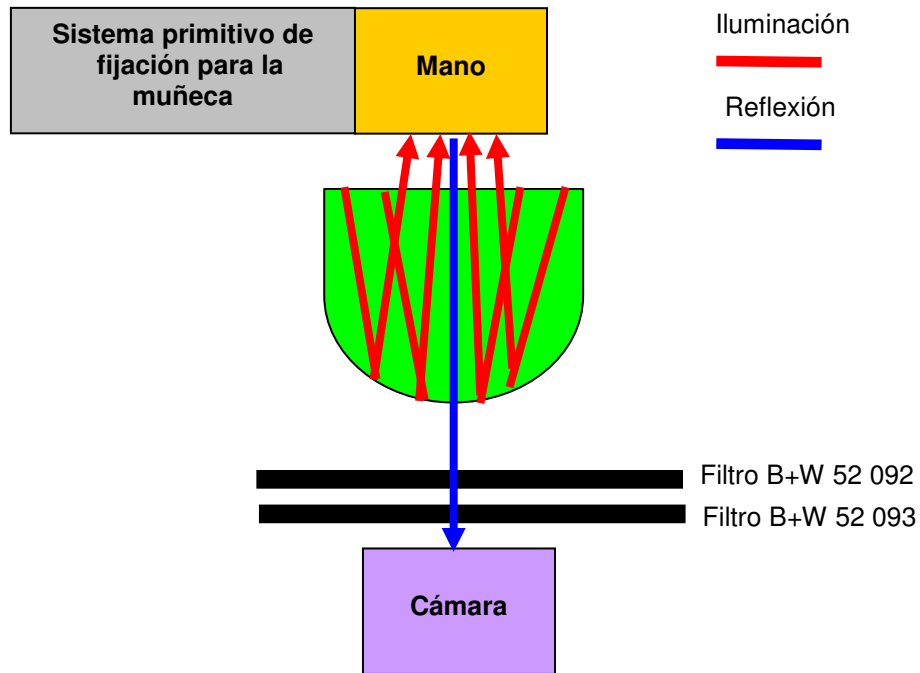 Sistema primitivo de
fijación para la
muñeca
Mano
Iluminación
Reflexión
Filtro B+W 52 092
Filtro B+W 52 093
Cámara